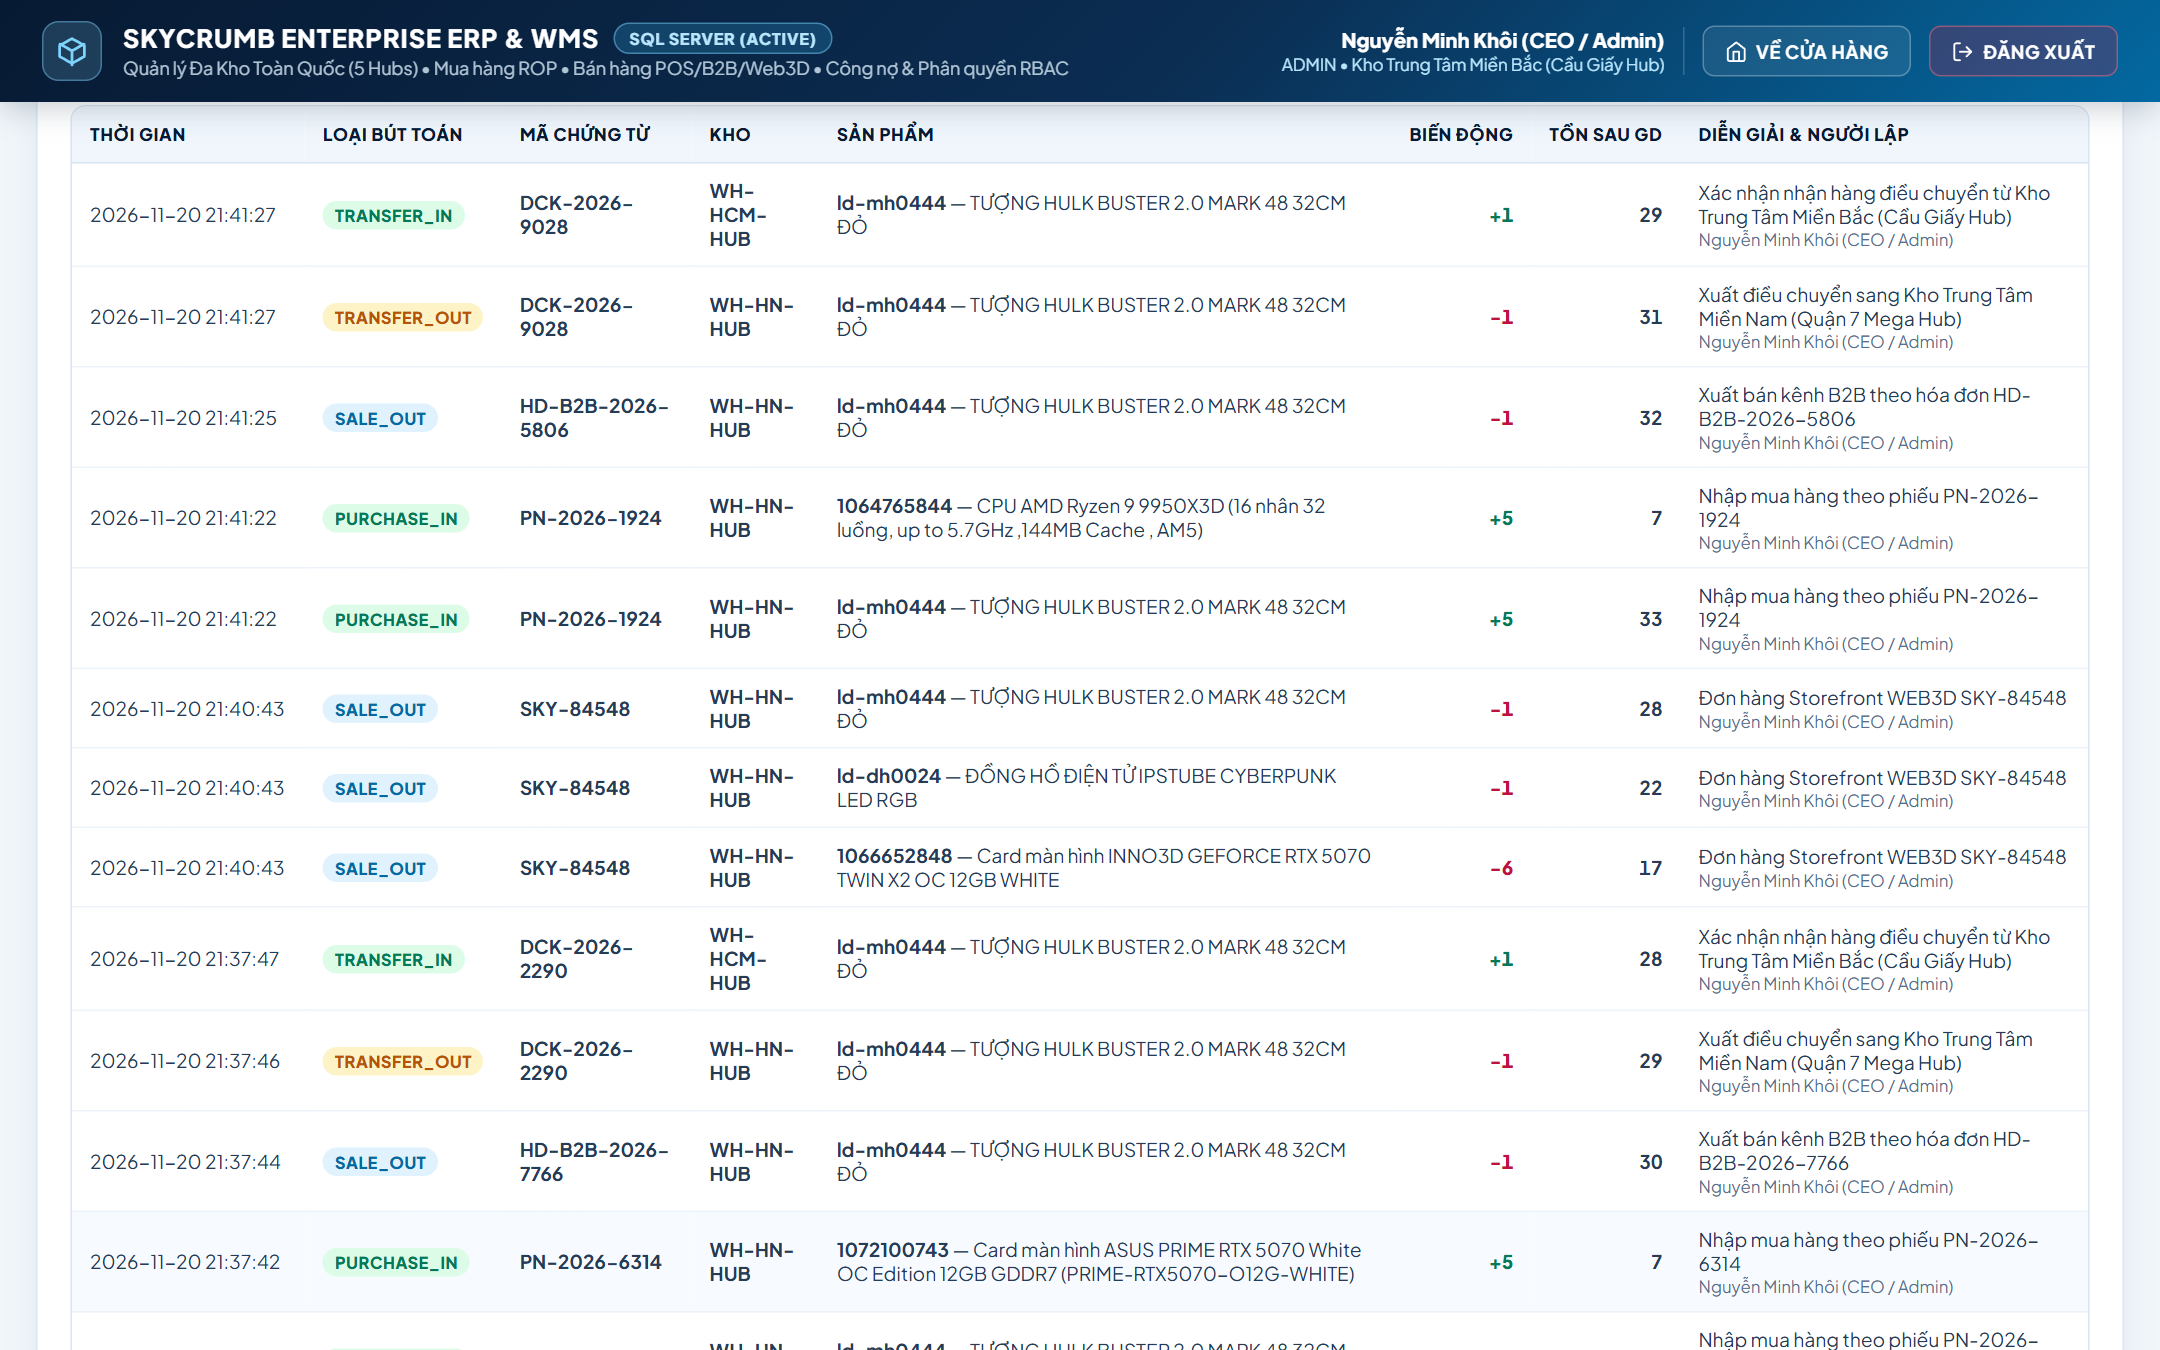 SKYCRUMB ENTERPRISE ERP & WMS
SQL SERVER (ACTIVE)
Quản lý Đa Kho Toàn Quốc (5 Hubs) • Mua hàng ROP • Bán hàng POS/B2B/Web3D • Công nợ & Phân quyền RBAC
Nguyễn Minh Khôi (CEO / Admin)
ADMIN • Kho Trung Tâm Miền Bắc (Cầu Giấy Hub)
VỀ CỬA HÀNG
ĐĂNG XUẤT
THỜI GIAN LOẠI BÚT TOÁN MÃ CHỨNG TỪ KHO SẢN PHẨM BIẾN ĐỘNG TỒN SAU GD DIỄN GIẢI & NGƯỜI LẬP
2026-11-20 21:41:27
TRANSFER_IN
DCK-2026-
9028
WH-
HCM-
HUB
ld-mh0444 — TƯỢNG HULK BUSTER 2.0 MARK 48 32CM
ĐỎ
+1
29
Xác nhận nhận hàng điều chuyển từ Kho
Trung Tâm Miền Bắc (Cầu Giấy Hub)
Nguyễn Minh Khôi (CEO / Admin)
2026-11-20 21:41:27
TRANSFER_OUT
DCK-2026-
9028
WH-HN-
HUB
ld-mh0444 — TƯỢNG HULK BUSTER 2.0 MARK 48 32CM
ĐỎ
-1
31
Xuất điều chuyển sang Kho Trung Tâm
Miền Nam (Quận 7 Mega Hub)
Nguyễn Minh Khôi (CEO / Admin)
2026-11-20 21:41:25
SALE_OUT
HD-B2B-2026-
5806
WH-HN-
HUB
ld-mh0444 — TƯỢNG HULK BUSTER 2.0 MARK 48 32CM
ĐỎ
-1
32
Xuất bán kênh B2B theo hóa đơn HD-
B2B-2026-5806
Nguyễn Minh Khôi (CEO / Admin)
2026-11-20 21:41:22
PURCHASE_IN
PN-2026-1924
WH-HN-
HUB
1064765844 — CPU AMD Ryzen 9 9950X3D (16 nhân 32
luồng, up to 5.7GHz ,144MB Cache , AM5)
+5
7
Nhập mua hàng theo phiếu PN-2026-
1924
Nguyễn Minh Khôi (CEO / Admin)
2026-11-20 21:41:22
PURCHASE_IN
PN-2026-1924
WH-HN-
HUB
ld-mh0444 — TƯỢNG HULK BUSTER 2.0 MARK 48 32CM
ĐỎ
+5
33
Nhập mua hàng theo phiếu PN-2026-
1924
Nguyễn Minh Khôi (CEO / Admin)
2026-11-20 21:40:43
SALE_OUT
SKY-84548
WH-HN-
HUB
ld-mh0444 — TƯỢNG HULK BUSTER 2.0 MARK 48 32CM
ĐỎ
-1
28
Đơn hàng Storefront WEB3D SKY-84548
Nguyễn Minh Khôi (CEO / Admin)
2026-11-20 21:40:43
SALE_OUT
SKY-84548
WH-HN-
HUB
ld-dh0024 — ĐỒNG HỒ ĐIỆN TỬ IPSTUBE CYBERPUNK
LED RGB
-1
22
Đơn hàng Storefront WEB3D SKY-84548
Nguyễn Minh Khôi (CEO / Admin)
2026-11-20 21:40:43
SALE_OUT
SKY-84548
WH-HN-
HUB
1066652848 — Card màn hình INNO3D GEFORCE RTX 5070
TWIN X2 OC 12GB WHITE
-6
17
Đơn hàng Storefront WEB3D SKY-84548
Nguyễn Minh Khôi (CEO / Admin)
2026-11-20 21:37:47
TRANSFER_IN
DCK-2026-
2290
WH-
HCM-
HUB
ld-mh0444 — TƯỢNG HULK BUSTER 2.0 MARK 48 32CM
ĐỎ
+1
28
Xác nhận nhận hàng điều chuyển từ Kho
Trung Tâm Miền Bắc (Cầu Giấy Hub)
Nguyễn Minh Khôi (CEO / Admin)
2026-11-20 21:37:46
TRANSFER_OUT
DCK-2026-
2290
WH-HN-
HUB
ld-mh0444 — TƯỢNG HULK BUSTER 2.0 MARK 48 32CM
ĐỎ
-1
29
Xuất điều chuyển sang Kho Trung Tâm
Miền Nam (Quận 7 Mega Hub)
Nguyễn Minh Khôi (CEO / Admin)
2026-11-20 21:37:44
SALE_OUT
HD-B2B-2026-
7766
WH-HN-
HUB
ld-mh0444 — TƯỢNG HULK BUSTER 2.0 MARK 48 32CM
ĐỎ
-1
30
Xuất bán kênh B2B theo hóa đơn HD-
B2B-2026-7766
Nguyễn Minh Khôi (CEO / Admin)
2026-11-20 21:37:42
PURCHASE_IN
PN-2026-6314
WH-HN-
HUB
1072100743 — Card màn hình ASUS PRIME RTX 5070 White
OC Edition 12GB GDDR7 (PRIME-RTX5070-O12G-WHITE)
+5
7
Nhập mua hàng theo phiếu PN-2026-
6314
Nguyễn Minh Khôi (CEO / Admin)
WH-HN-
ld-mh0444 — TƯỢNG HULK BUSTER 2.0 MARK 48 32CM
Nhập mua hàng theo phiếu PN-2026-